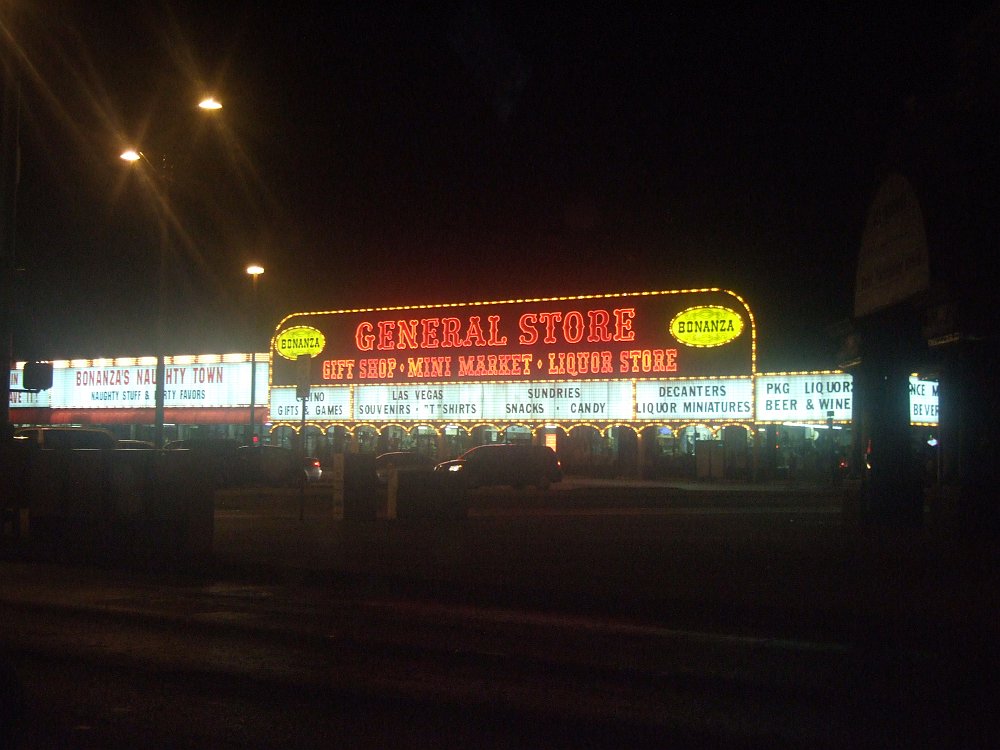 GENERAL STORE
BONANZA
BONANZA
GIFT SHOP · MINI MARKET · LIQUOR STORE
BONANZA'S NAUGHTY TOWN
NAUGHTY STUFF & PARTY FAVORS
GIFTS & GAMES
LAS VEGAS
SOUVENIRS · "T" SHIRTS
SUNDRIES
SNACKS · CANDY
DECANTERS
LIQUOR MINIATURES
PKG LIQUORS
BEER & WINE